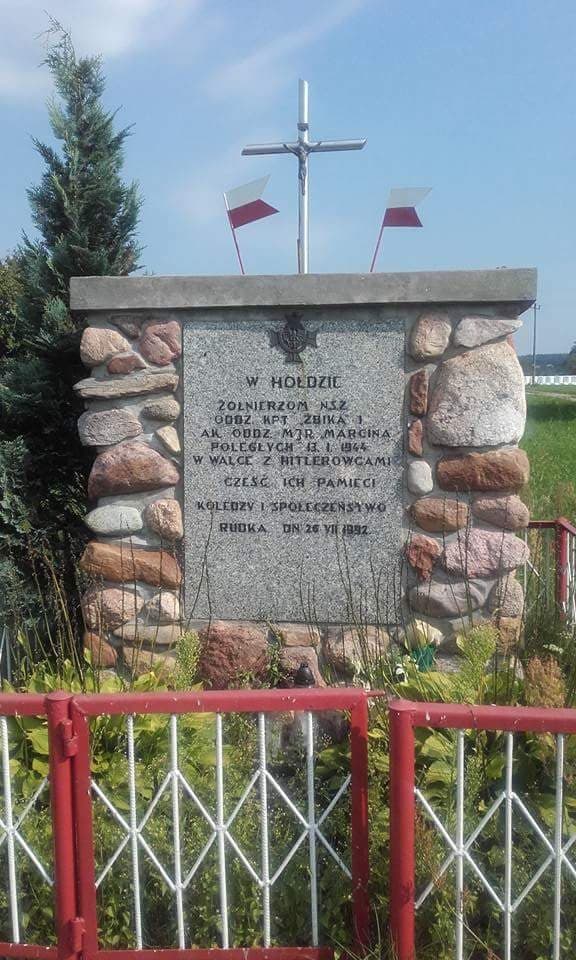 W HOŁDZIE
ŻOŁNIERZOM NSZ
ODDZ. KPT „ŻBIKA" I
AK. ODDZ. MJR „MARCINA"
POLEGŁYCH 13. I. 1944
W WALCE Z HITLEROWCAMI
CZEŚĆ ICH PAMIĘCI
KOLEDZY I SPOŁECZEŃSTWO
RUDKA DN 26 VII 1992